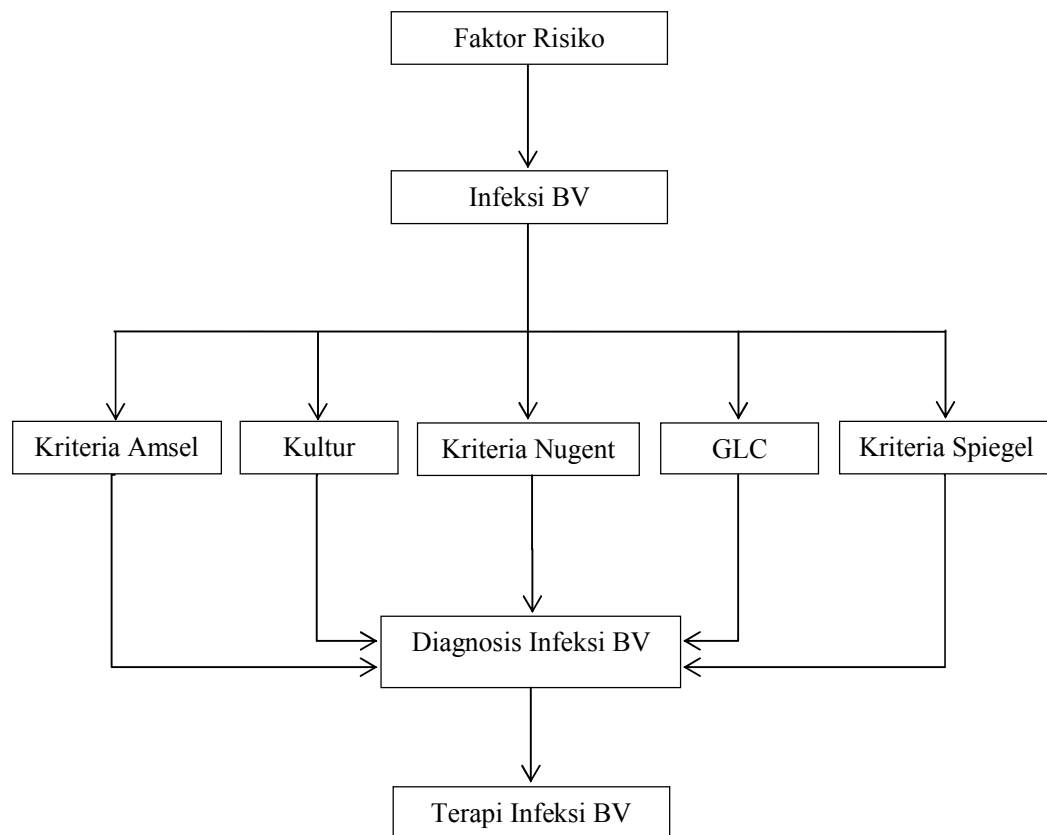 Faktor Risiko
Infeksi BV
Kriteria Amsel
Kultur
Kriteria Nugent
GLC
Kriteria Spiegel
Diagnosis Infeksi BV
Terapi Infeksi BV